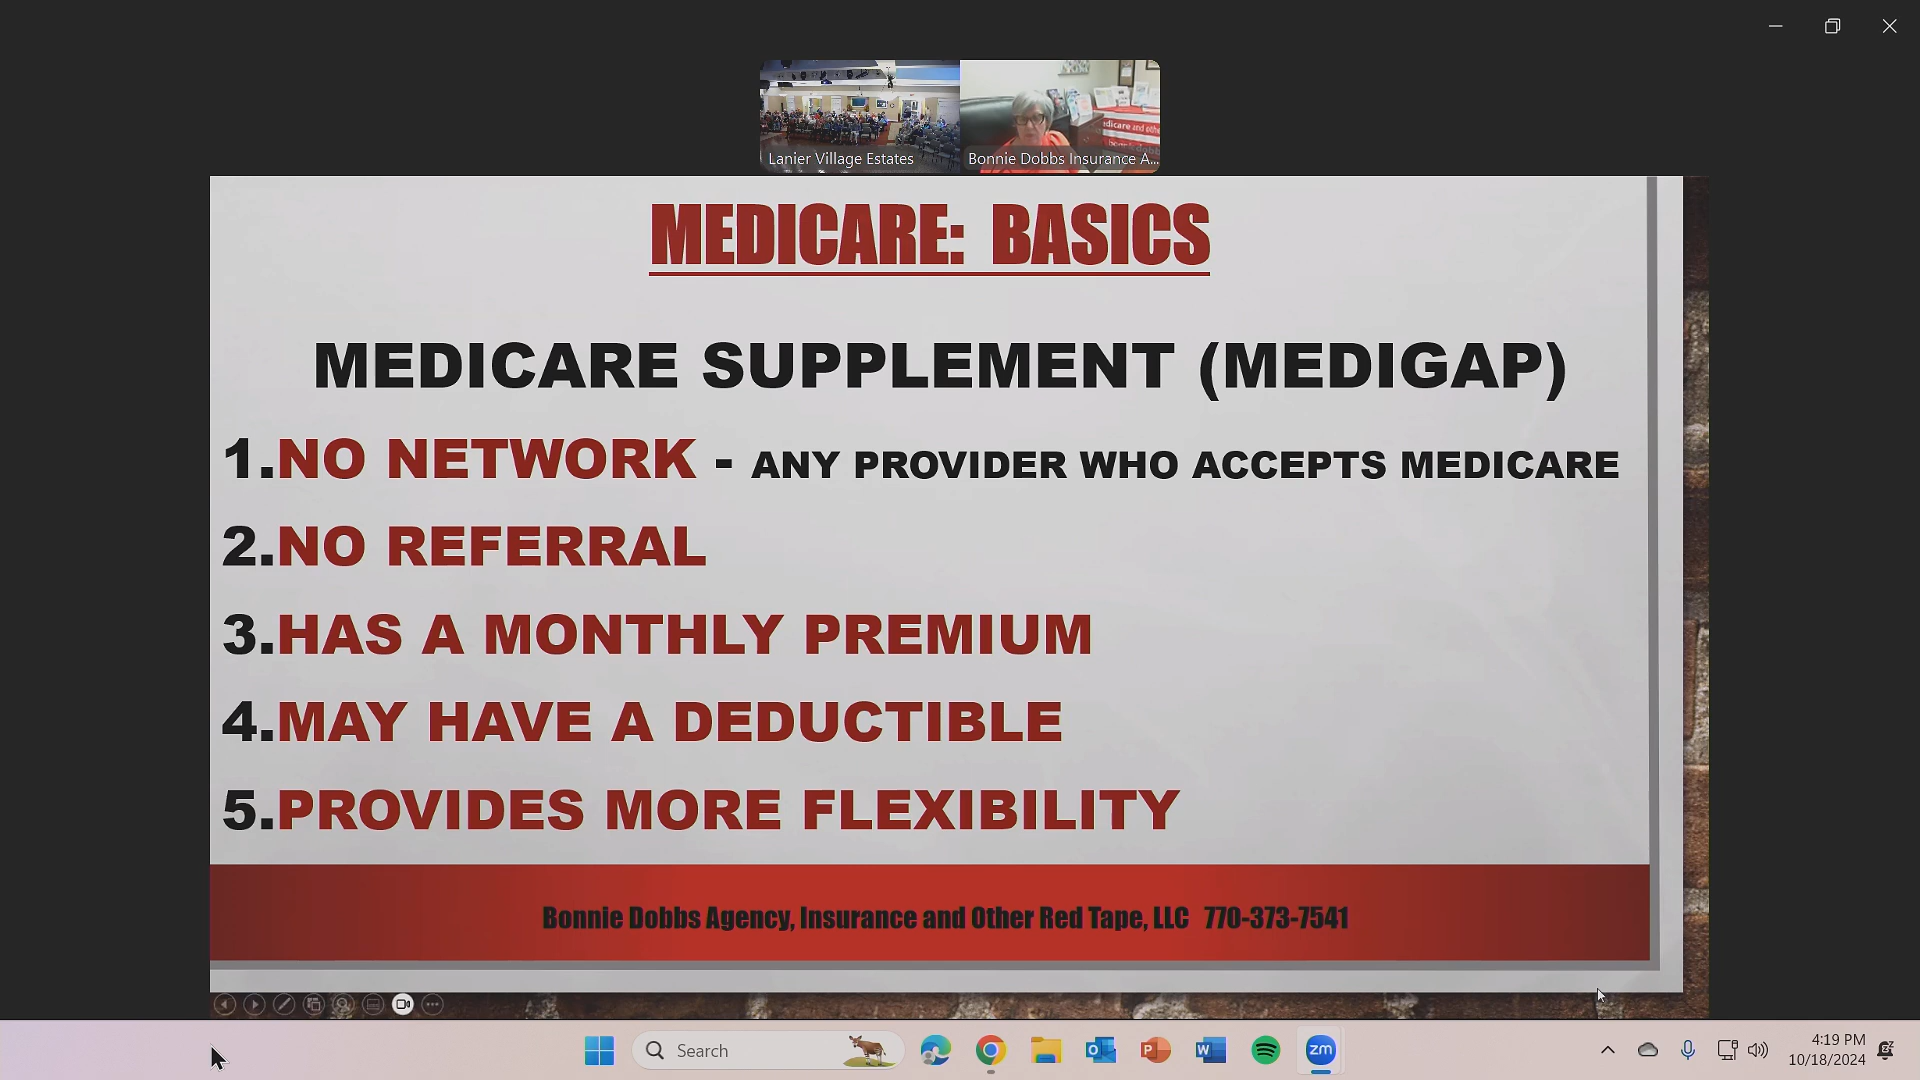 Lanier Village Estates
Bonnie Dobbs Insurance A...
MEDICARE: BASICS
MEDICARE SUPPLEMENT (MEDIGAP)
1.NO NETWORK - ANY PROVIDER WHO ACCEPTS MEDICARE
2.NO REFERRAL
3.HAS A MONTHLY PREMIUM
4.MAY HAVE A DEDUCTIBLE
5.PROVIDES MORE FLEXIBILITY
Bonnie Dobbs Agency, Insurance and Other Red Tape, LLC 770-373-7541
Search
zm
4:19 PM
10/18/2024